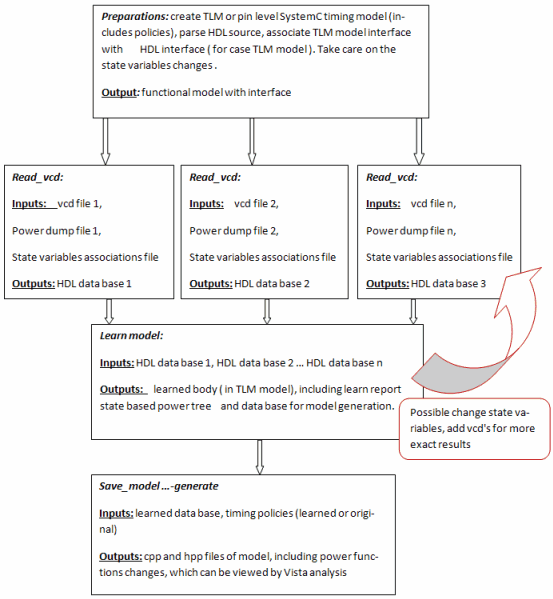 Preparations: create TLM or pin level SystemC timing model (in-
cludes policies), parse HDL source, associate TLM model interface
with HDL interface ( for case TLM model ). Take care on the
state variables changes .
Output: functional model with interface
Read_vcd:
Inputs: vcd file 1,
Power dump file 1,
State variables associations file
Outputs: HDL data base 1
Read_vcd:
Inputs: vcd file 2,
Power dump file 2,
State variables associations file
Outputs: HDL data base 2
Read_vcd:
Inputs: vcd file n,
Power dump file n,
State variables associations file
Outputs: HDL data base 3
Learn model:
Inputs: HDL data base 1, HDL data base 2 ... HDL data base n
Outputs: learned body ( in TLM model), including learn report
state based power tree and data base for model generation.
Possible change state va-
riables, add vcd's for more
exact results
Save_model ...-generate
Inputs: learned data base, timing policies (learned or origi-
nal)
Outputs: cpp and hpp files of model, including power func-
tions changes, which can be viewed by Vista analysis